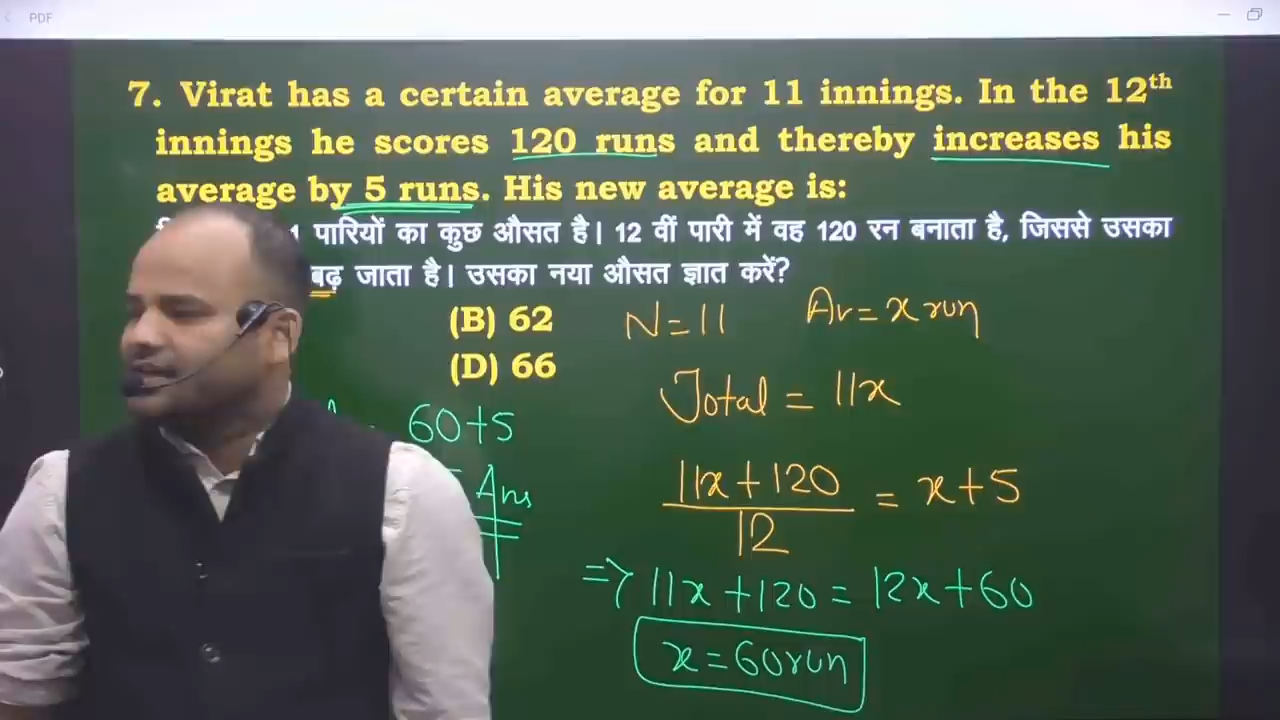 PDF
7. Virat has a certain average for 11 innings. In the 12th
innings he scores 120 runs and thereby increases his
average by 5 runs. His new average is:
पारियों का कुछ औसत है। 12 वीं पारी में वह 120 रन बनाता है, जिससे उसका
बढ़ जाता है। उसका नया औसत ज्ञात करें?
(B) 62
(D) 66
N=11 Av=x run
Total = 11x
60+5
Ans
11x+120
= x+5
12
=> 11x+120= 12x+60
x=60run